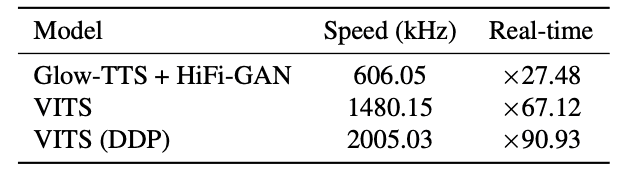 Model Speed (kHz) Real-time
Glow-TTS + HiFi-GAN 606.05 ×27.48
VITS 1480.15 ×67.12
VITS (DDP) 2005.03 ×90.93